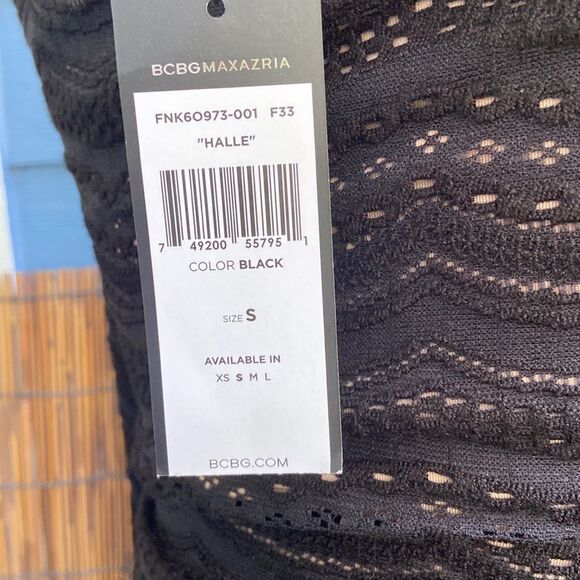 BCBGMAXAZRIA
FNK6O973-001 F33
"HALLE"
7 49200 55795 1
COLOR BLACK
SIZE S
AVAILABLE IN
XS S M L
BCBG.COM